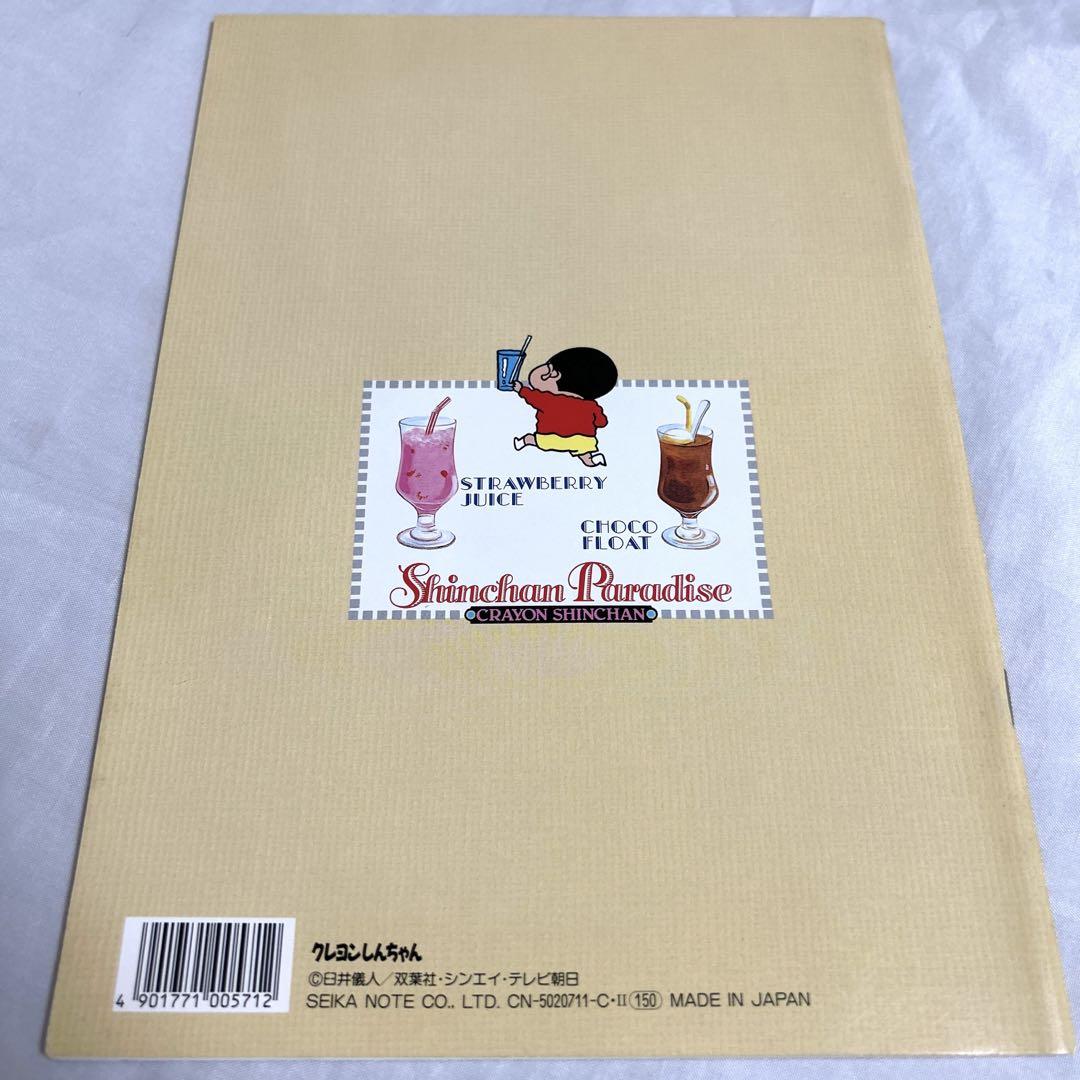 STRAWBERRY
JUICE
CHOCO
FLOAT
Shinchan Paradise
CRAYON SHINCHAN
クレヨンしんちゃん
©臼井儀人／双葉社・シンエイ・テレビ朝日
SEIKA NOTE CO., LTD. CN-5020711-C・II 150 MADE IN JAPAN
4 901771 005712